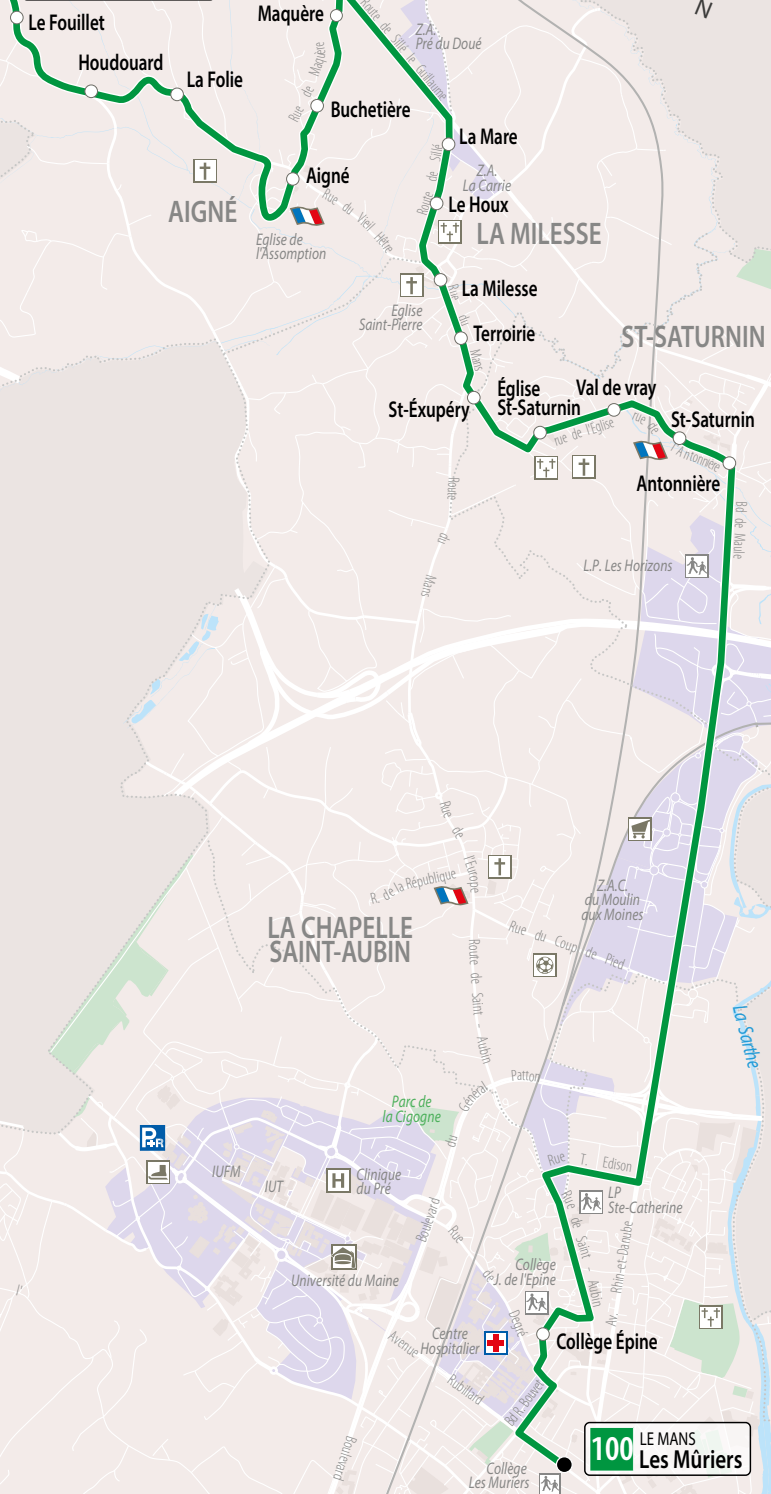 N
Le Fouillet
Maquère
Route de Sillé le Guillaume
Z.A.
Pré du Doué
Houdouard
La Folie
Rue de Maquère
Buchetière
La Mare
Route de Sillé
Z.A.
La Carrie
Aigné
Rue du Vieil Hêtre
Le Houx
AIGNÉ
LA MILESSE
Eglise de
l'Assomption
La Milesse
Eglise
Saint-Pierre
Rue du Mans
Terroirie
ST-SATURNIN
St-Éxupéry
Église
St-Saturnin
Val de vray
St-Saturnin
rue de l'Eglise
rue de l'Antonnière
Antonnière
Route du Mans
Bd de Maule
L.P. Les Horizons
Rue de l'Europe
R. de la République
Z.A.C.
du Moulin
aux Moines
LA CHAPELLE
SAINT-AUBIN
Rue du Coup de Pied
Route de Saint - Aubin
La Sarthe
Patton
Parc de
la Cigogne
Boulevard du Général
P+R
IUFM
IUT
H
Clinique
du Pré
Rue T. Edison
LP
Ste-Catherine
Rue de Saint - Aubin
Av. Rhin-et-Danube
Rue de Degré
Université du Maine
Collège
J. de l'Epine
l'
Centre
Hospitalier
Collège Épine
Avenue Rubillard
Bd R. Bouvet
Boulevard
Collège
Les Muriers
100
LE MANS
Les Mûriers